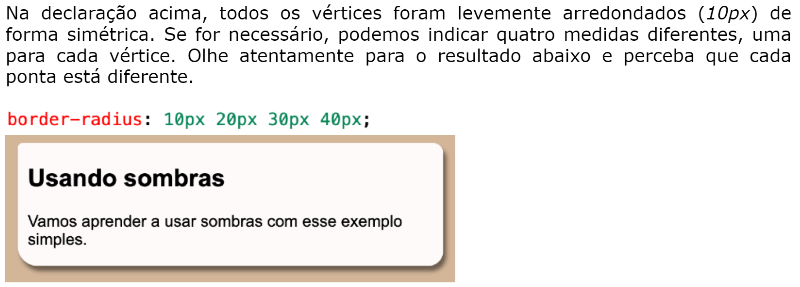 Na declaração acima, todos os vértices foram levemente arredondados (10px) de
forma simétrica. Se for necessário, podemos indicar quatro medidas diferentes, uma
para cada vértice. Olhe atentamente para o resultado abaixo e perceba que cada
ponta está diferente.
border-radius: 10px 20px 30px 40px;
Usando sombras
Vamos aprender a usar sombras com esse exemplo
simples.